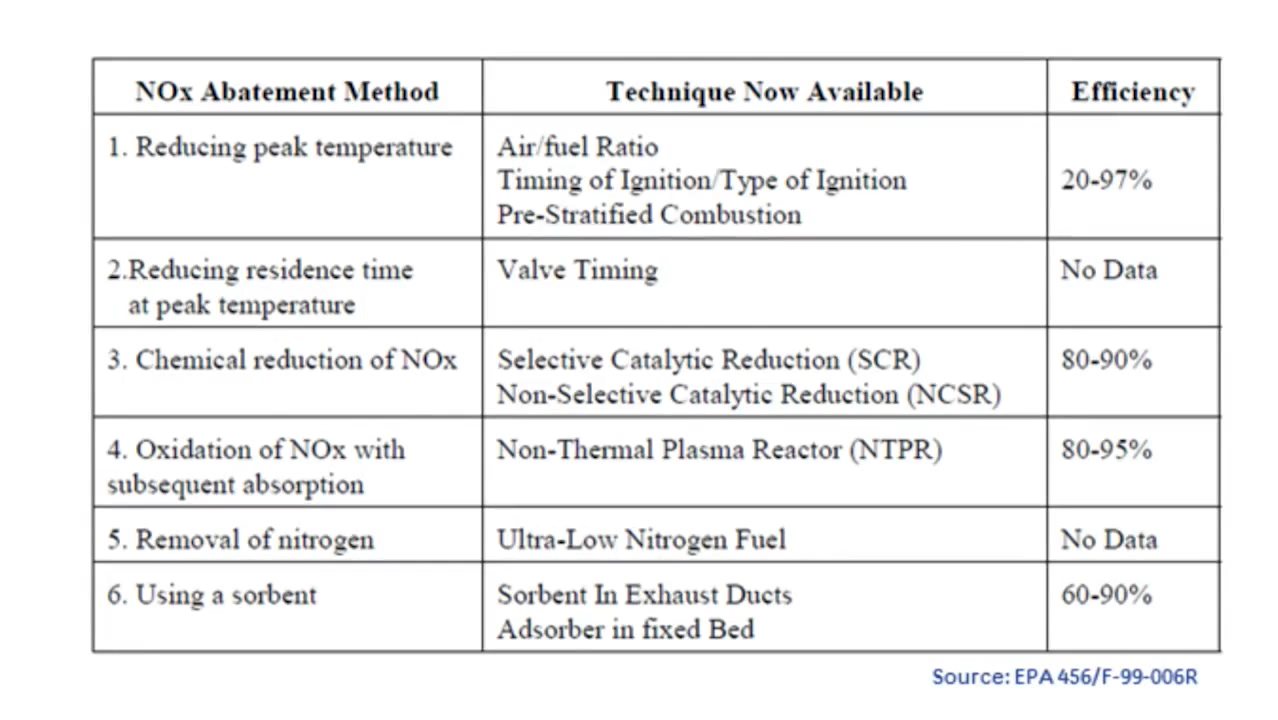 NOx Abatement Method Technique Now Available Efficiency
1. Reducing peak temperature Air/fuel Ratio
Timing of Ignition/Type of Ignition 20-97%
Pre-Stratified Combustion
2.Reducing residence time Valve Timing No Data
at peak temperature
3. Chemical reduction of NOx Selective Catalytic Reduction (SCR) 80-90%
Non-Selective Catalytic Reduction (NCSR)
4. Oxidation of NOx with Non-Thermal Plasma Reactor (NTPR) 80-95%
subsequent absorption
5. Removal of nitrogen Ultra-Low Nitrogen Fuel No Data
6. Using a sorbent Sorbent In Exhaust Ducts 60-90%
Adsorber in fixed Bed
Source: EPA 456/F-99-006R